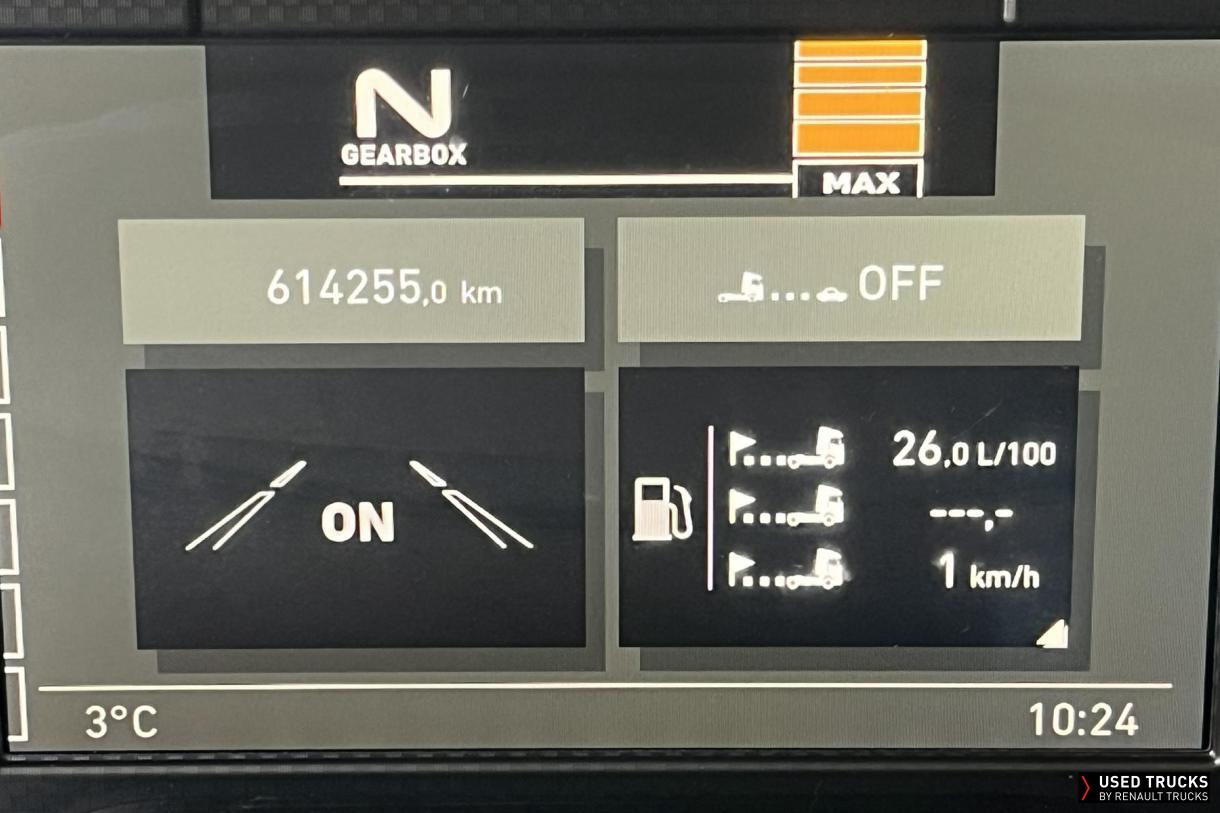 N
GEARBOX
MAX
614255,0 km
OFF
ON
26,0 L/100
---,-
1 km/h
3°C
10:24
USED TRUCKS
BY RENAULT TRUCKS